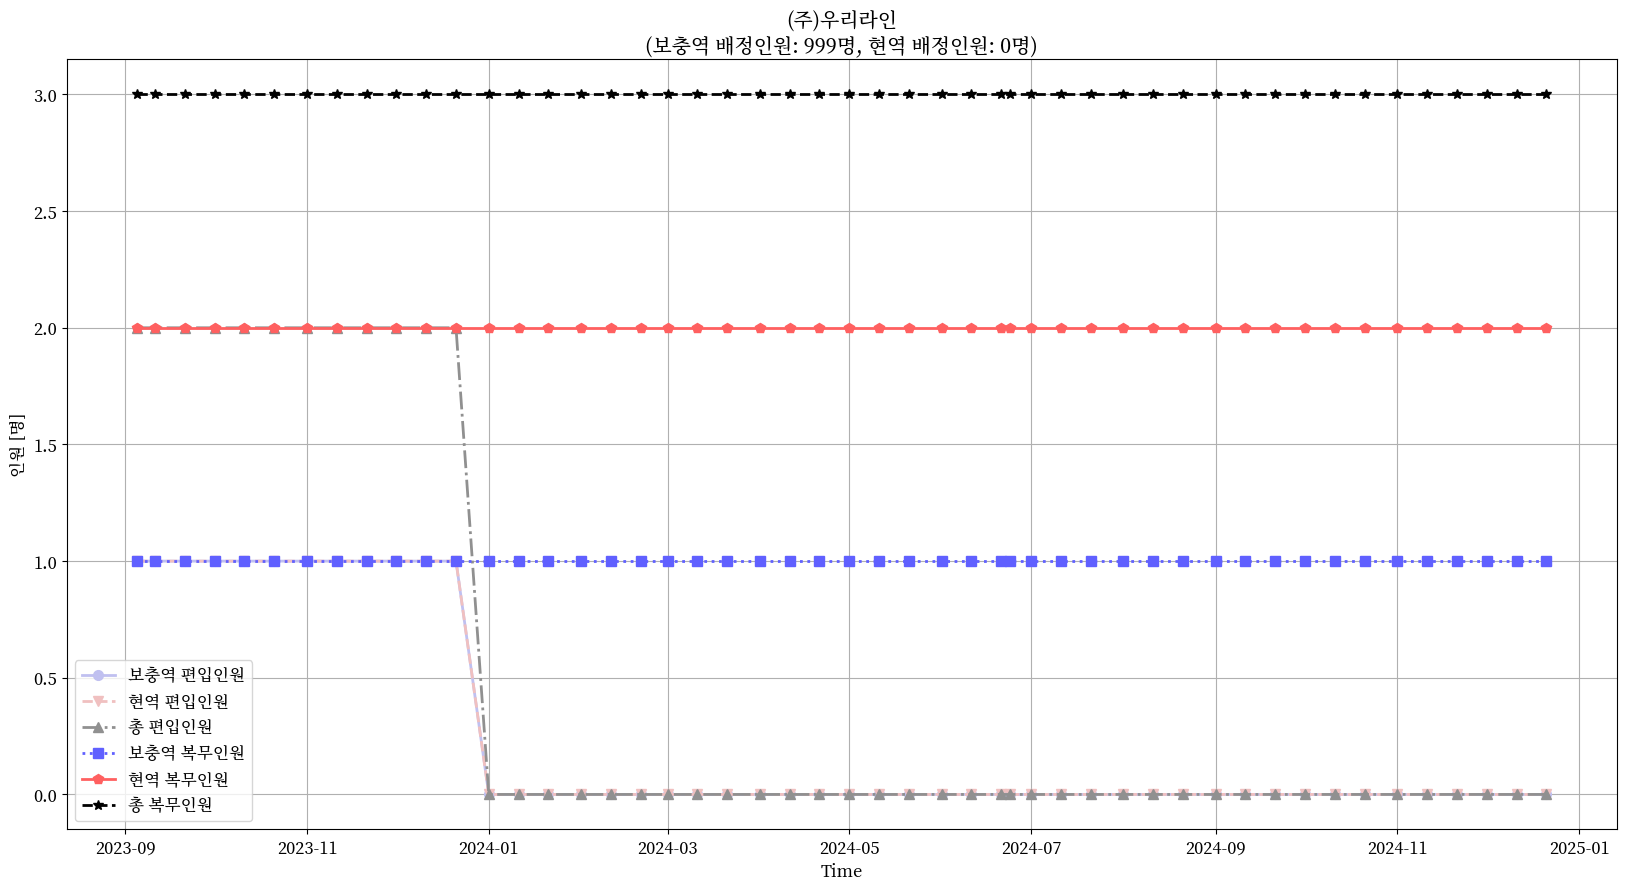 (주)우리라인
(보충역 배정인원: 999명, 현역 배정인원: 0명)
인원 [명]
3.0
2.5
2.0
1.5
1.0
0.5
0.0
보충역 편입인원
현역 편입인원
총 편입인원
보충역 복무인원
현역 복무인원
총 복무인원
2023-09 2023-11 2024-01 2024-03 2024-05 2024-07 2024-09 2024-11 2025-01
Time